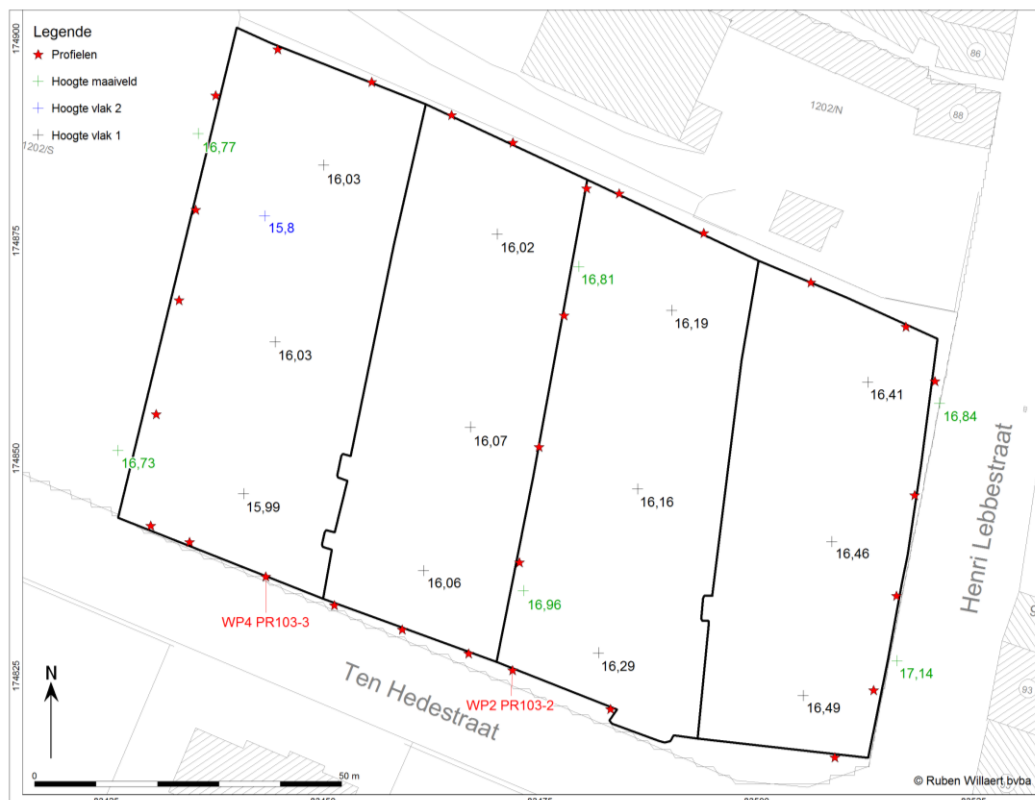 174900
174875
174850
174825
Legende
Profielen
Hoogte maaiveld
Hoogte vlak 2
Hoogte vlak 1
1202/S
1202/N
86
88
16,77
16,03
15,8
16,02
16,81
16,19
16,03
16,41
16,84
16,73
16,07
15,99
16,16
16,46
16,06
16,96
WP4 PR103-3
16,29
17,14
WP2 PR103-2
16,49
Ten Hedestraat
Henri Lebbestraat
93
N
0
50 m
© Ruben Willaert bvba